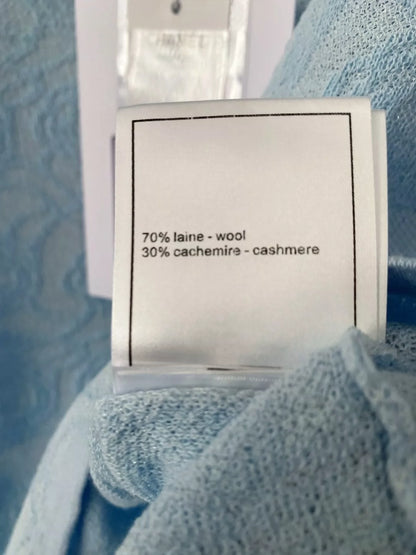 70% laine - wool
30% cachemire - cashmere